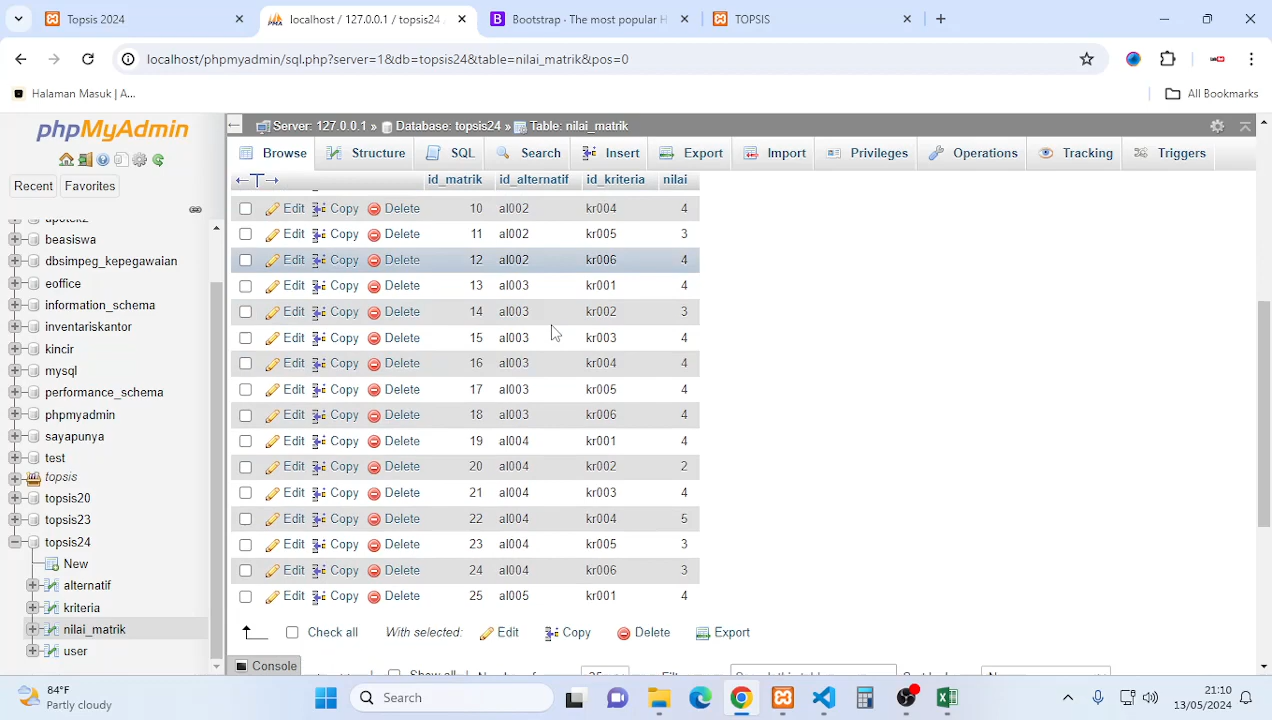 Topsis 2024
localhost / 127.0.0.1 / topsis24
Bootstrap · The most popular H
TOPSIS
localhost/phpmyadmin/sql.php?server=1&db=topsis24&table=nilai_matrik&pos=0
Halaman Masuk | A...
All Bookmarks
phpMyAdmin
Recent
Favorites
beasiswa
dbsimpeg_kepegawaian
eoffice
information_schema
inventariskantor
kincir
mysql
performance_schema
phpmyadmin
sayapunya
test
topsis
topsis20
topsis23
topsis24
New
alternatif
kriteria
nilai_matrik
user
Server: 127.0.0.1 » Database: topsis24 » Table: nilai_matrik
Browse Structure SQL Search Insert Export Import Privileges Operations Tracking Triggers
id_matrik id_alternatif id_kriteria nilai
Edit Copy Delete 10 al002 kr004 4
Edit Copy Delete 11 al002 kr005 3
Edit Copy Delete 12 al002 kr006 4
Edit Copy Delete 13 al003 kr001 4
Edit Copy Delete 14 al003 kr002 3
Edit Copy Delete 15 al003 kr003 4
Edit Copy Delete 16 al003 kr004 4
Edit Copy Delete 17 al003 kr005 4
Edit Copy Delete 18 al003 kr006 4
Edit Copy Delete 19 al004 kr001 4
Edit Copy Delete 20 al004 kr002 2
Edit Copy Delete 21 al004 kr003 4
Edit Copy Delete 22 al004 kr004 5
Edit Copy Delete 23 al004 kr005 3
Edit Copy Delete 24 al004 kr006 3
Edit Copy Delete 25 al005 kr001 4
Check all With selected: Edit Copy Delete Export
Console
84°F
Partly cloudy
Search
21:10
13/05/2024